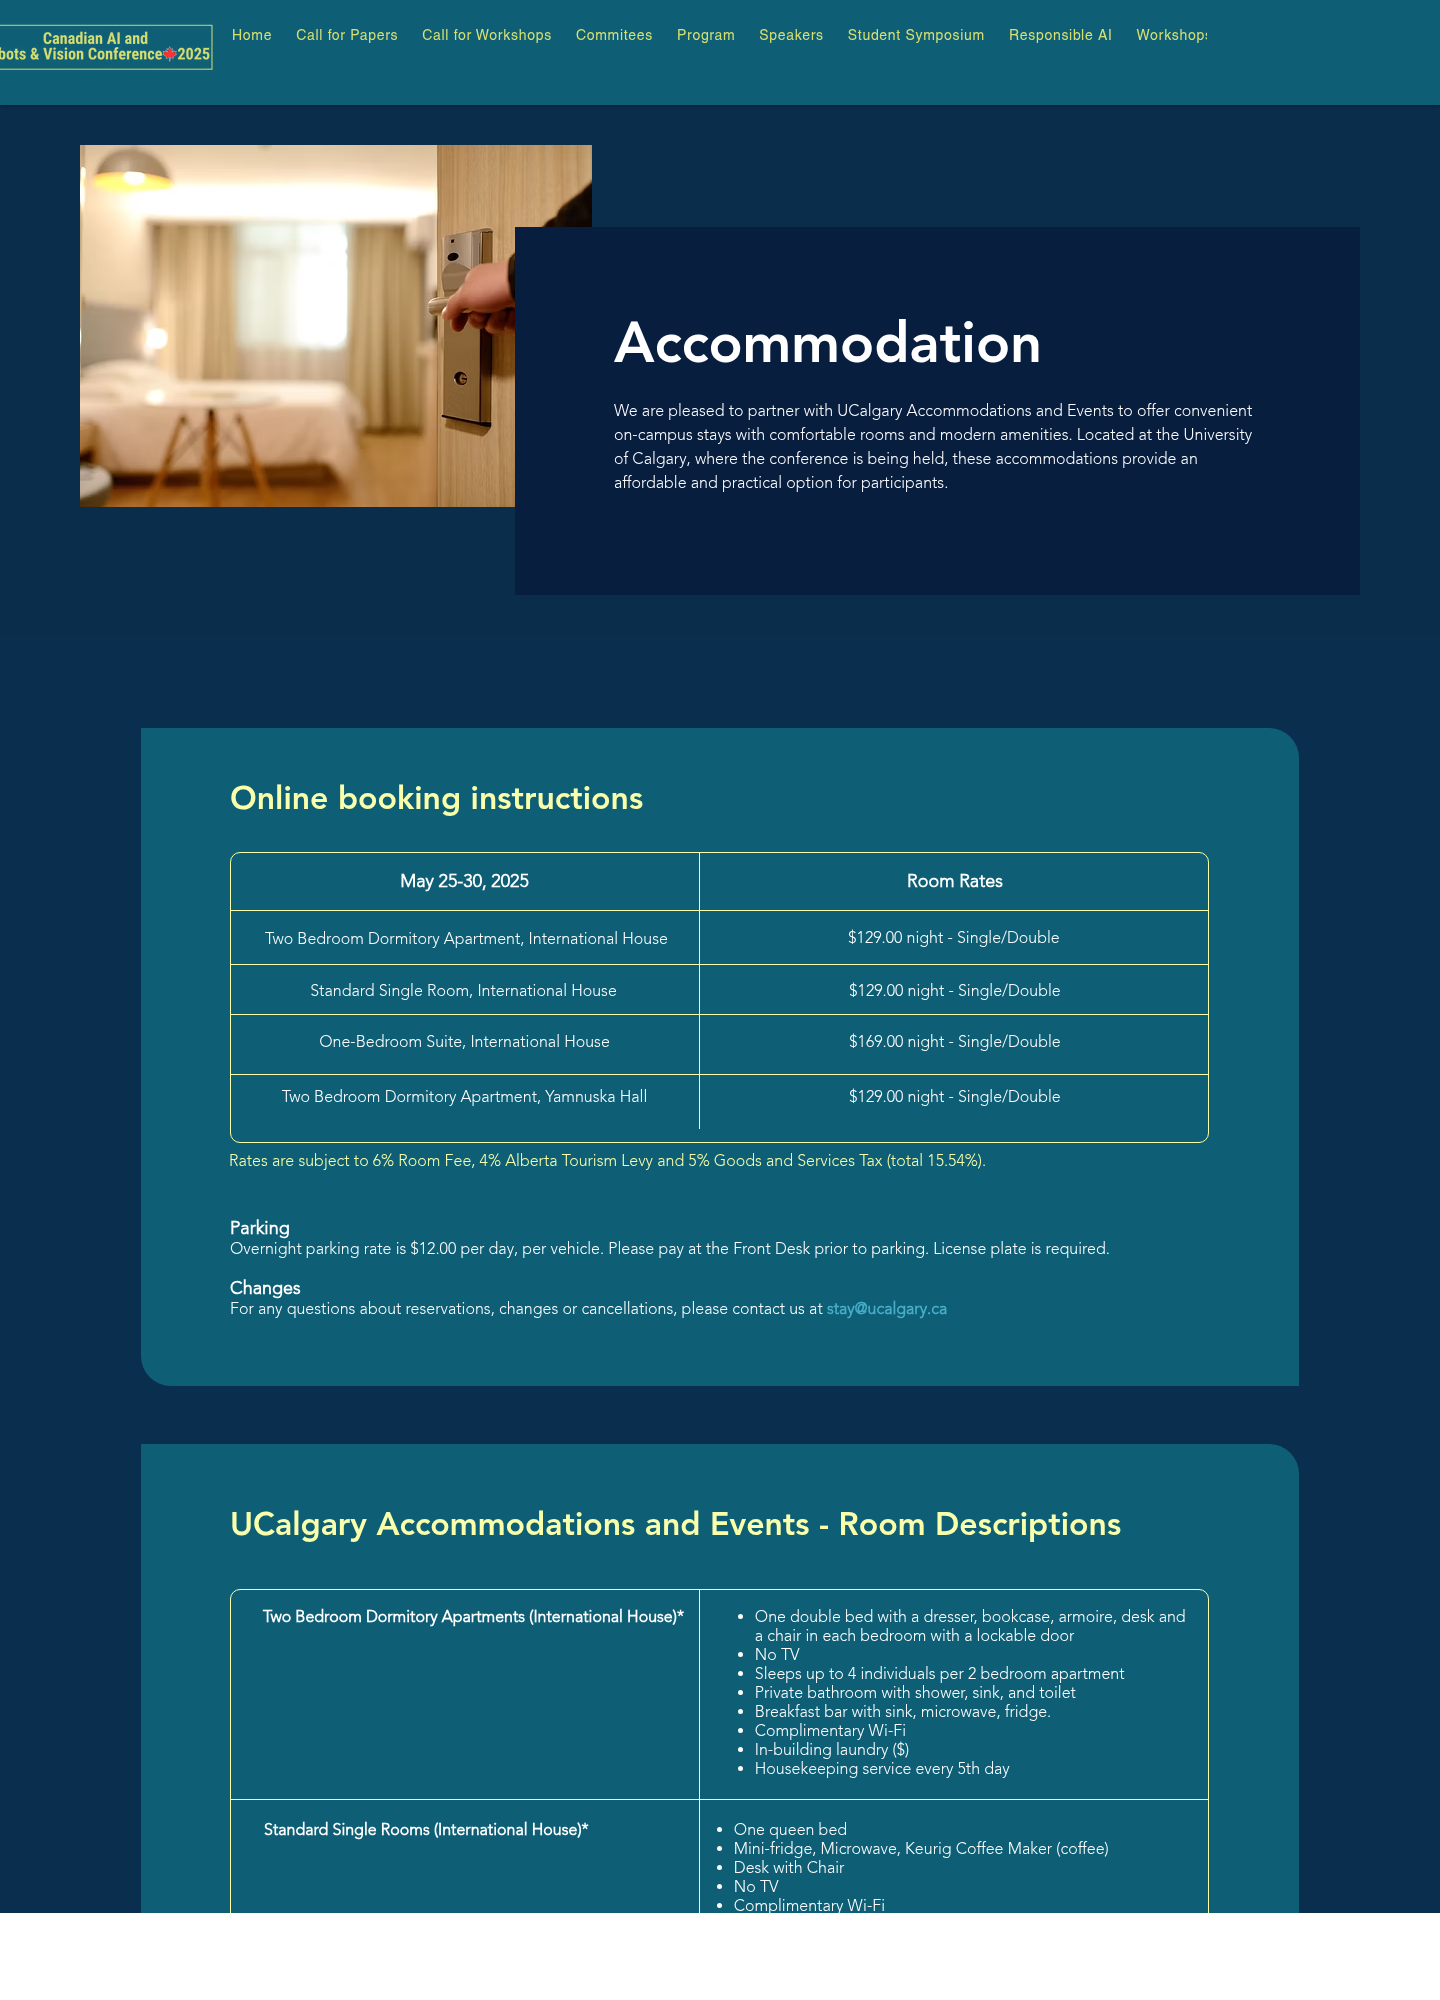 Canadian AI and
bots & Vision Conference 2025
Home
Call for Papers
Call for Workshops
Commitees
Program
Speakers
Student Symposium
Responsible AI
Workshops
Accommodation
We are pleased to partner with UCalgary Accommodations and Events to offer convenient
on-campus stays with comfortable rooms and modern amenities. Located at the University
of Calgary, where the conference is being held, these accommodations provide an
affordable and practical option for participants.
Online booking instructions
May 25-30, 2025
Room Rates
Two Bedroom Dormitory Apartment, International House
$129.00 night - Single/Double
Standard Single Room, International House
$129.00 night - Single/Double
One-Bedroom Suite, International House
$169.00 night - Single/Double
Two Bedroom Dormitory Apartment, Yamnuska Hall
$129.00 night - Single/Double
Rates are subject to 6% Room Fee, 4% Alberta Tourism Levy and 5% Goods and Services Tax (total 15.54%).
Parking
Overnight parking rate is $12.00 per day, per vehicle. Please pay at the Front Desk prior to parking. License plate is required.
Changes
For any questions about reservations, changes or cancellations, please contact us at stay@ucalgary.ca
UCalgary Accommodations and Events - Room Descriptions
Two Bedroom Dormitory Apartments (International House)*
• One double bed with a dresser, bookcase, armoire, desk and
a chair in each bedroom with a lockable door
• No TV
• Sleeps up to 4 individuals per 2 bedroom apartment
• Private bathroom with shower, sink, and toilet
• Breakfast bar with sink, microwave, fridge.
• Complimentary Wi-Fi
• In-building laundry ($)
• Housekeeping service every 5th day
Standard Single Rooms (International House)*
• One queen bed
• Mini-fridge, Microwave, Keurig Coffee Maker (coffee)
• Desk with Chair
• No TV
• Complimentary Wi-Fi